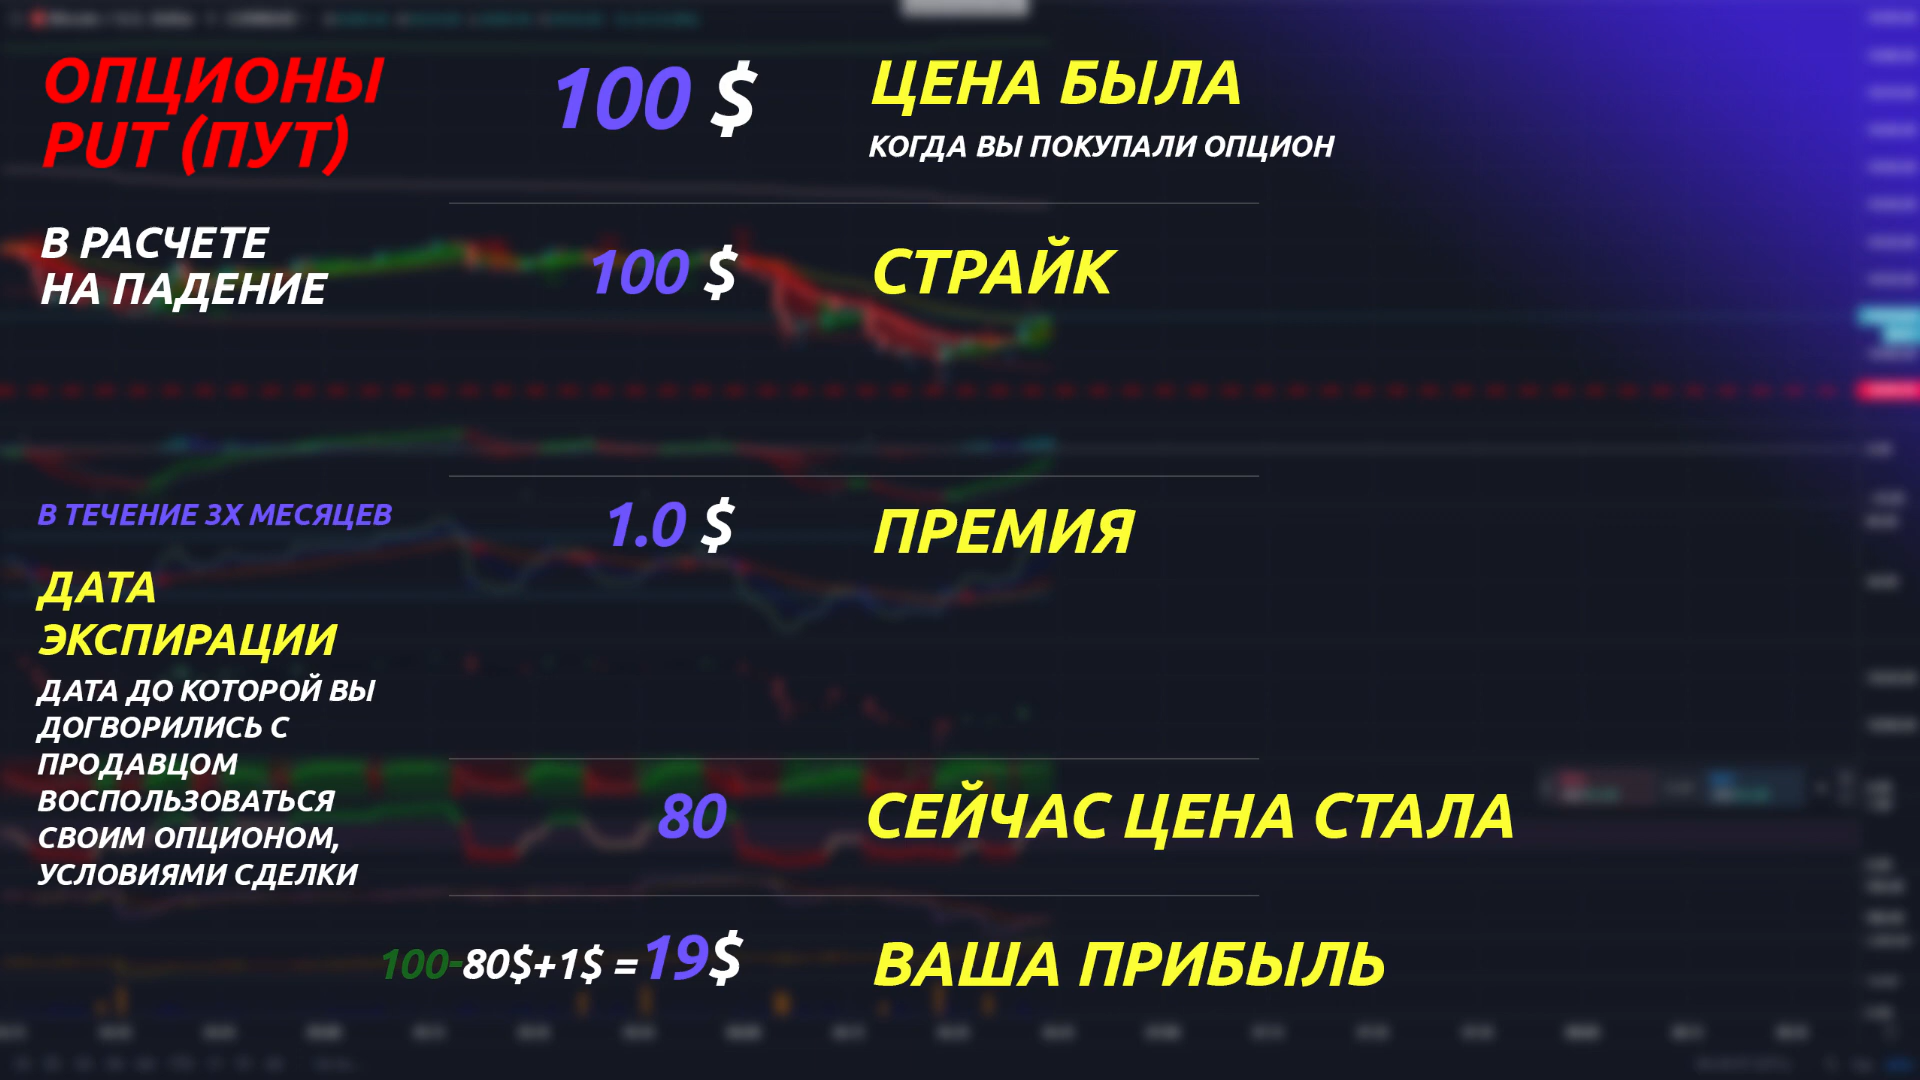 ОПЦИОНЫ
PUT (ПУТ)
100 $
ЦЕНА БЫЛА
КОГДА ВЫ ПОКУПАЛИ ОПЦИОН
В РАСЧЕТЕ
НА ПАДЕНИЕ
100 $
СТРАЙК
В ТЕЧЕНИЕ 3Х МЕСЯЦЕВ
1.0 $
ПРЕМИЯ
ДАТА
ЭКСПИРАЦИИ
ДАТА ДО КОТОРОЙ ВЫ
ДОГВОРИЛИСЬ С
ПРОДАВЦОМ
ВОСПОЛЬЗОВАТЬСЯ
СВОИМ ОПЦИОНОМ,
УСЛОВИЯМИ СДЕЛКИ
80
СЕЙЧАС ЦЕНА СТАЛА
100-80$+1$ =19$
ВАША ПРИБЫЛЬ